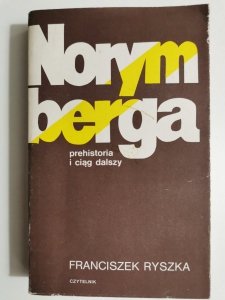 Norym
berga
prehistoria
i ciąg dalszy
FRANCISZEK RYSZKA
CZYTELNIK